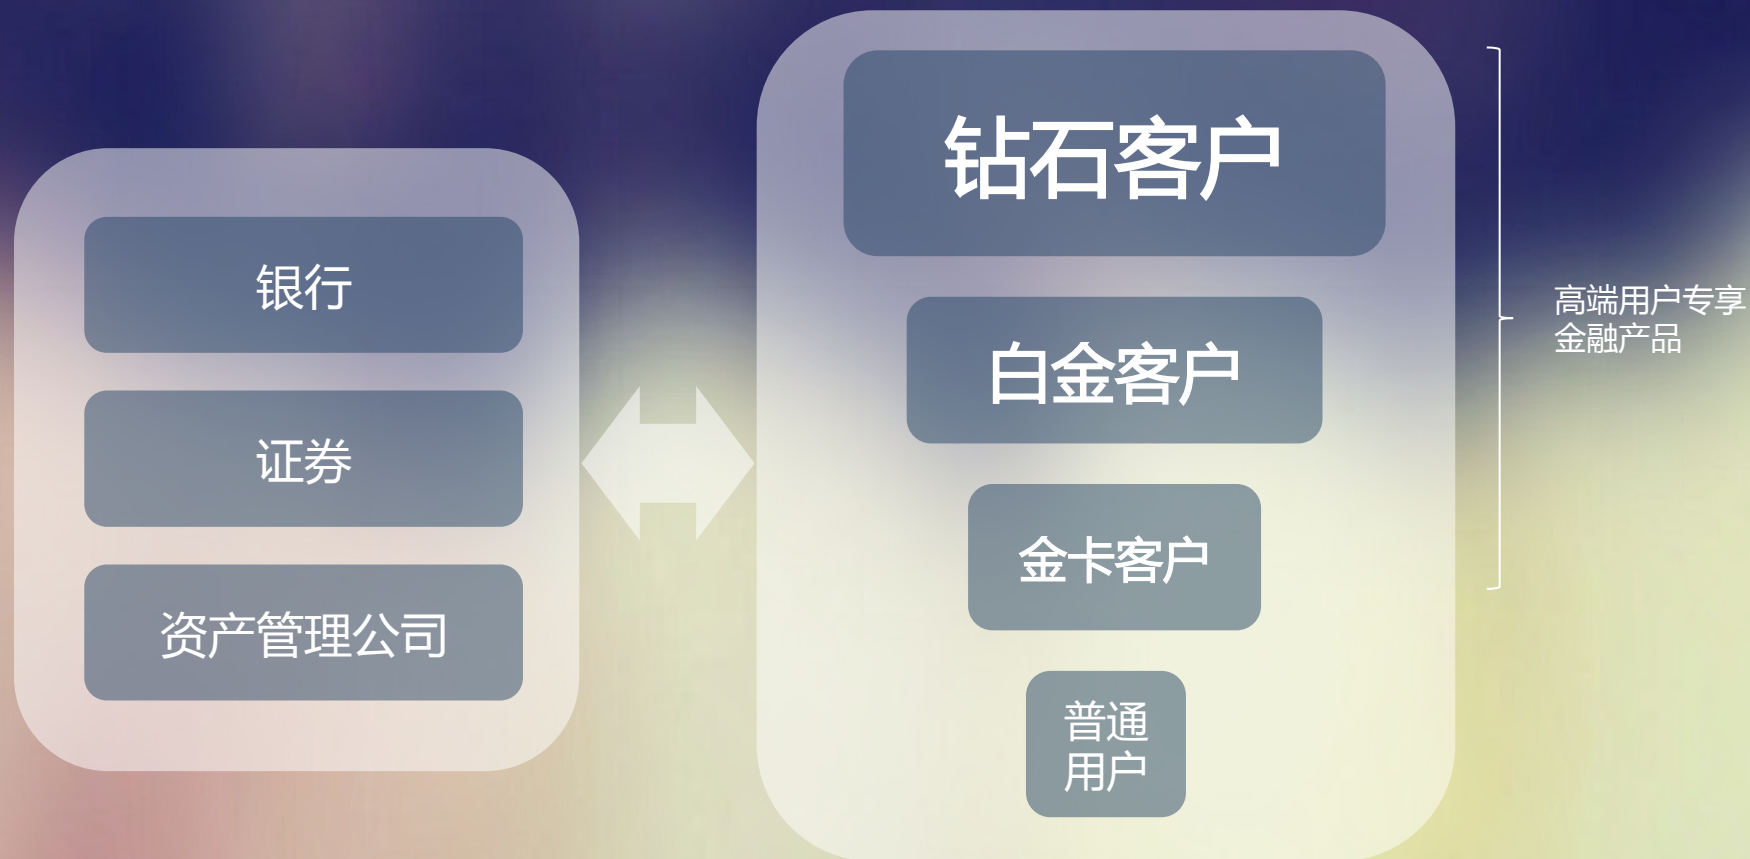 银行
证券
资产管理公司
钻石客户
白金客户
金卡客户
普通
用户
高端用户专享
金融产品